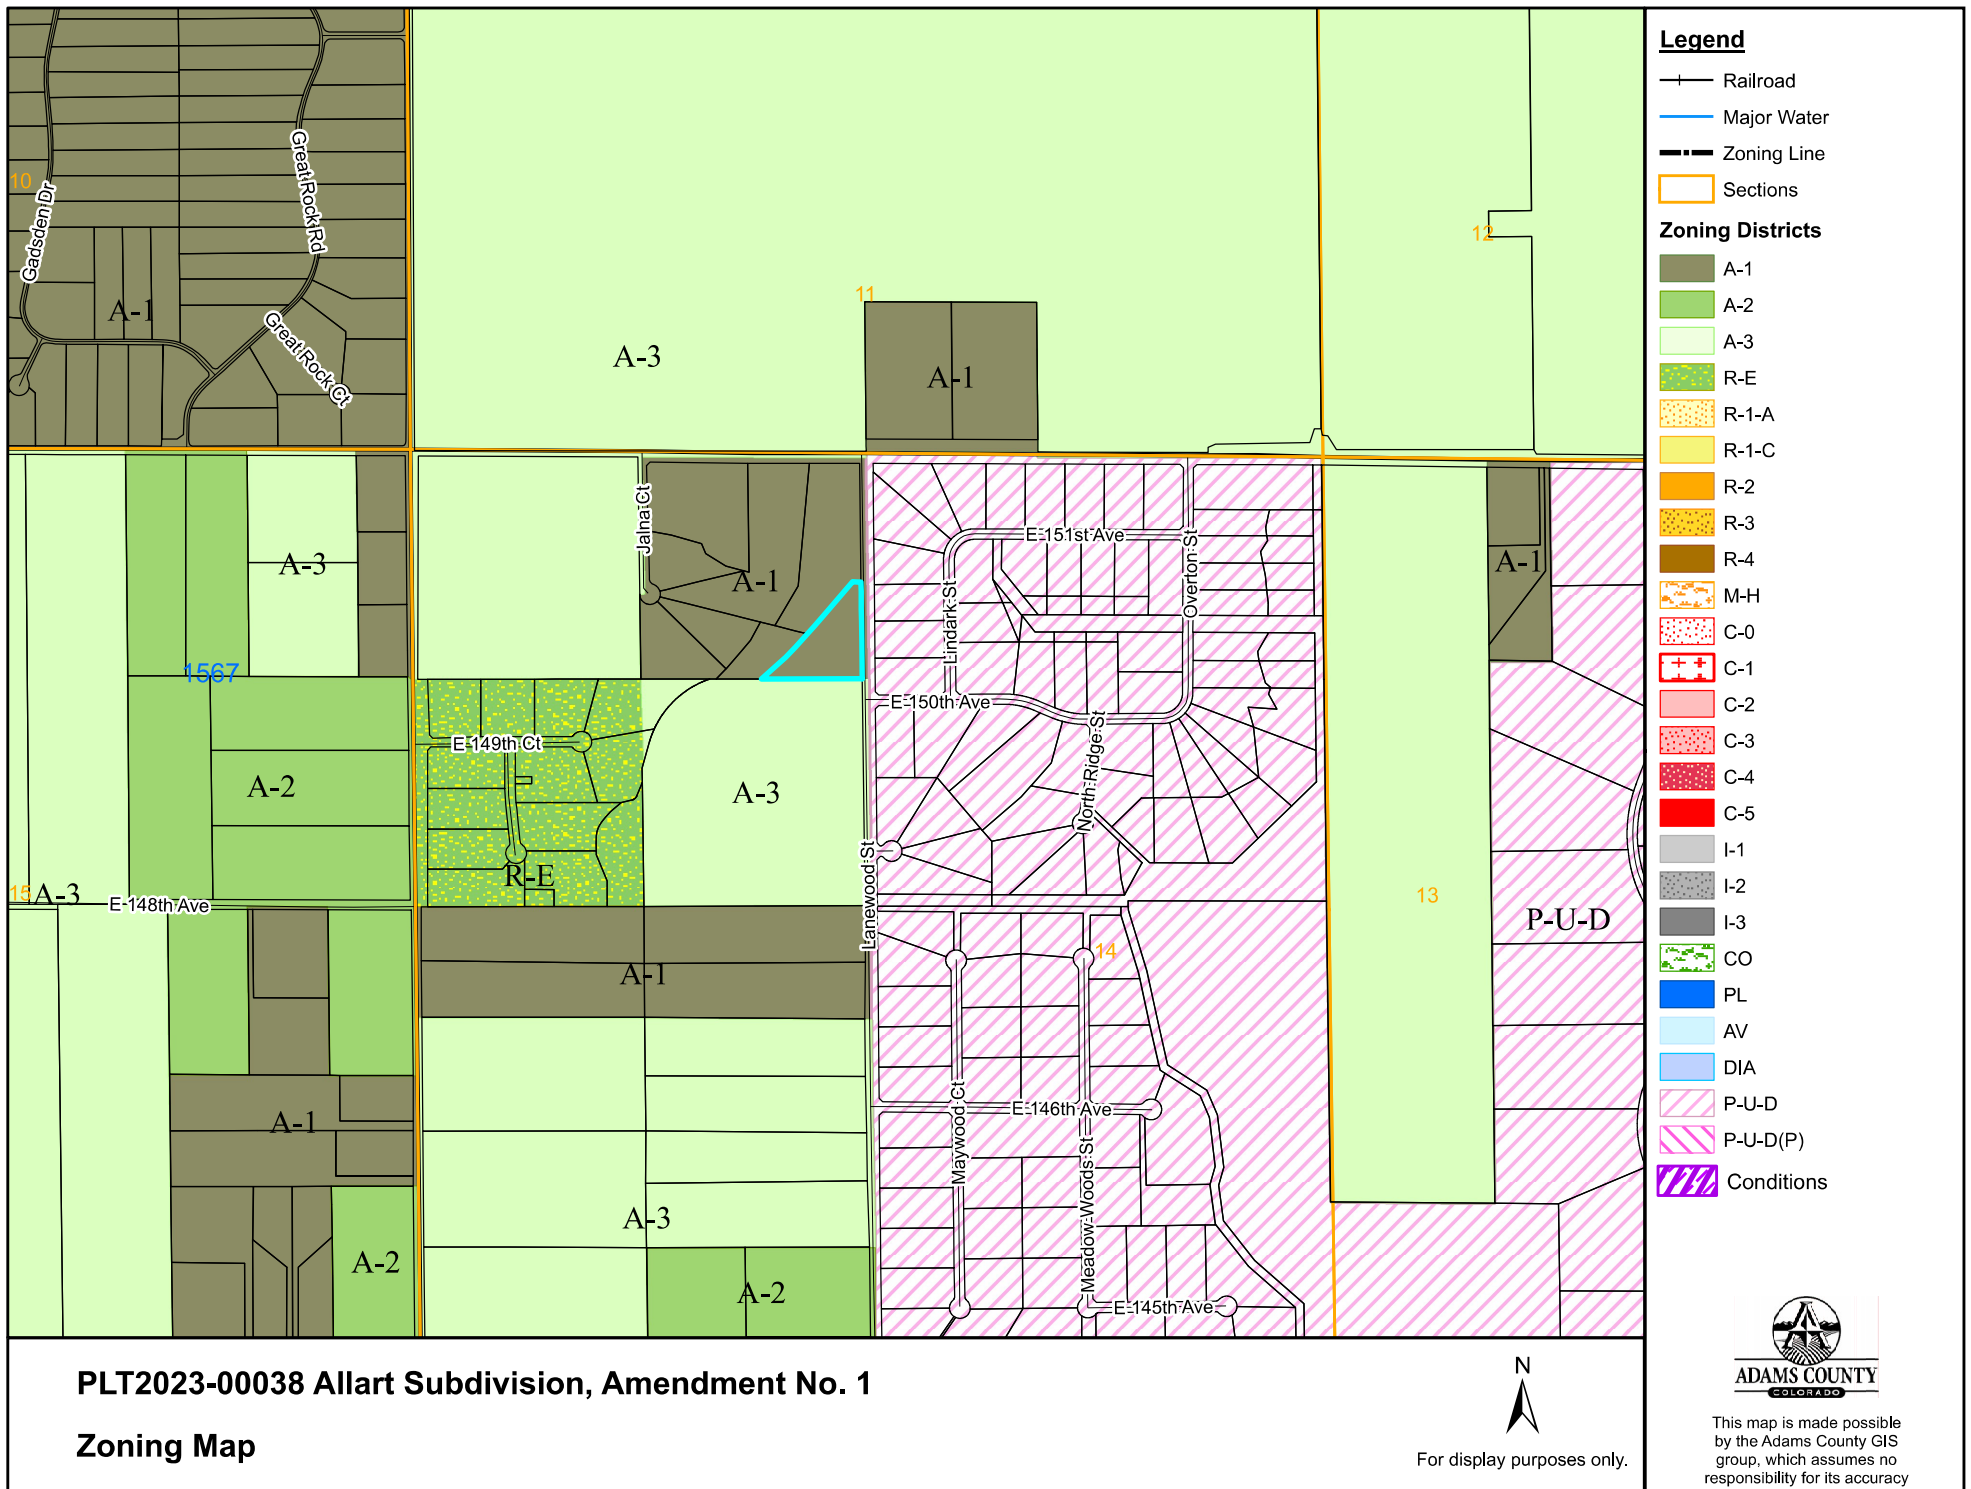 10
Gadsden Dr
Great Rock Rd
A-1
Great Rock Ct
A-3
11
A-1
12
A-3
Jalna Ct
A-1
E 151st Ave
Lindark St
Overton St
A-1
1567
E 150th Ave
North Ridge St
E 149th Ct
A-2
A-3
R-E
Lanewood St
15
A-3
E 148th Ave
13
P-U-D
14
A-1
A-1
Maywood Ct
E 146th Ave
Meadow Woods St
A-3
A-2
A-2
E 145th Ave
Legend
Railroad
Major Water
Zoning Line
Sections
Zoning Districts
A-1
A-2
A-3
R-E
R-1-A
R-1-C
R-2
R-3
R-4
M-H
C-0
C-1
C-2
C-3
C-4
C-5
I-1
I-2
I-3
CO
PL
AV
DIA
P-U-D
P-U-D(P)
Conditions
ADAMS COUNTY
COLORADO
This map is made possible
by the Adams County GIS
group, which assumes no
responsibility for its accuracy
PLT2023-00038 Allart Subdivision, Amendment No. 1
Zoning Map
N
For display purposes only.